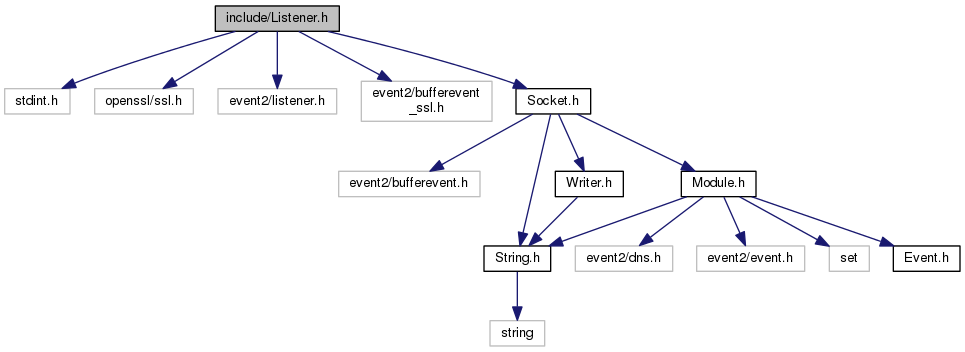 include/Listener.h
stdint.h
openssl/ssl.h
event2/listener.h
event2/bufferevent
_ssl.h
Socket.h
event2/bufferevent.h
Writer.h
Module.h
String.h
event2/dns.h
event2/event.h
set
Event.h
string